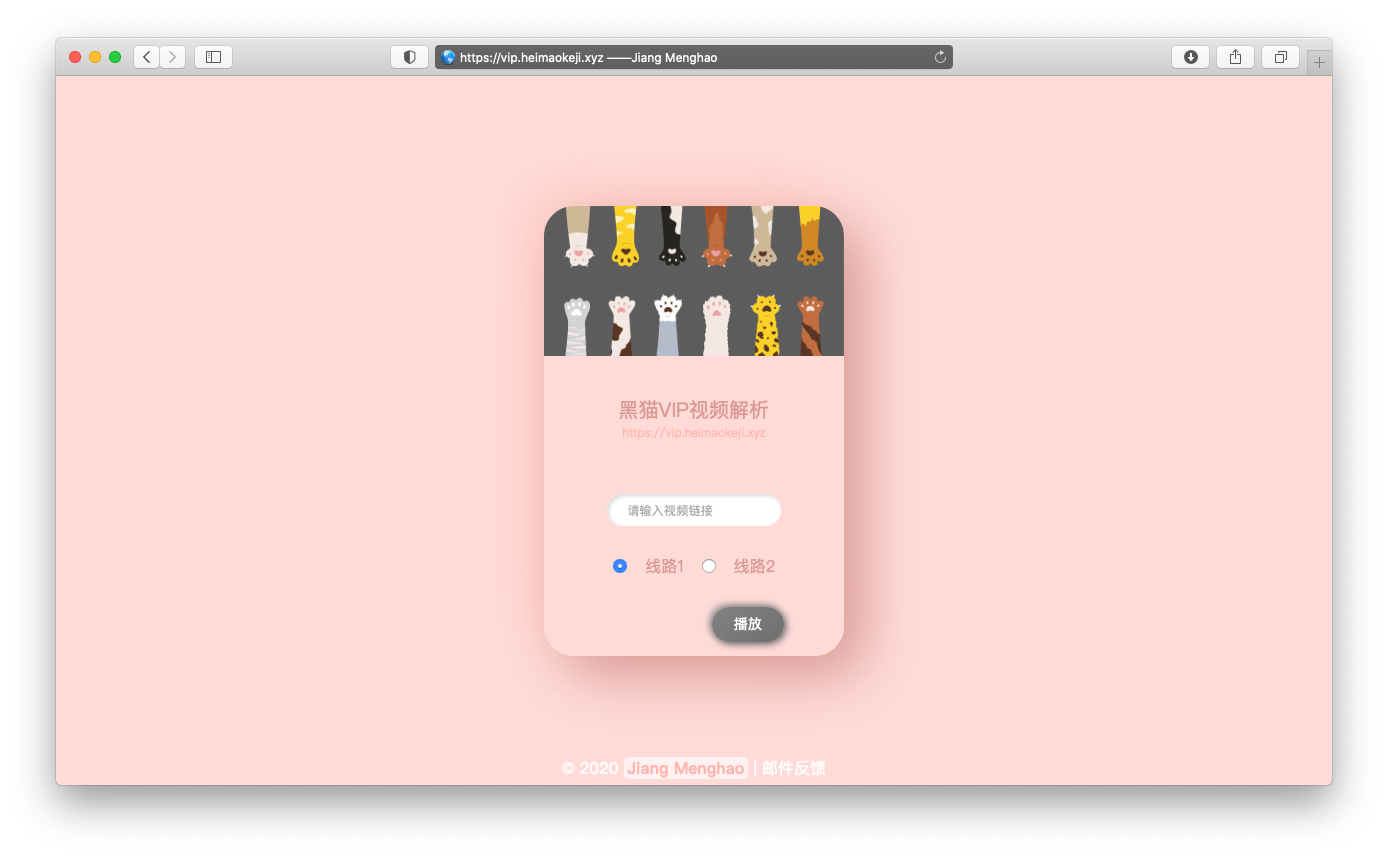 https://vip.heimaokeji.xyz ——Jiang Menghao
黑猫VIP视频解析
https://vip.heimaokeji.xyz
请输入视频链接
线路1 线路2
播放
© 2020 Jiang Menghao | 邮件反馈